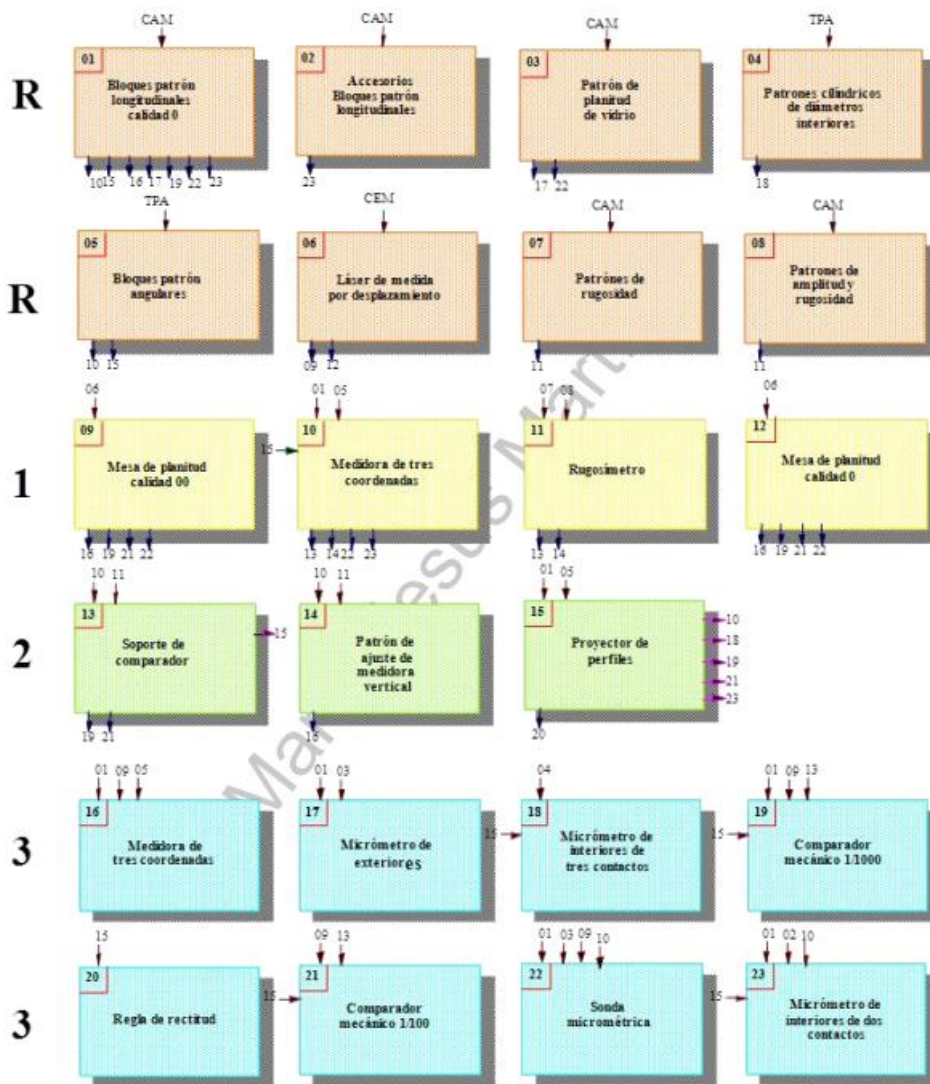 CAM CAM CAM TPA
R
01 02 03 04
Bloques patrón
longitudinales
calidad 0
Accesorios
Bloques patrón
longitudinales
Patrón de
planitud
de vidrio
Patrones cilíndricos
de diámetros
interiores
10 15 16 17 19 22 23
23
17 22
18
TPA CEM CAM CAM
R
05 06 07 08
Bloques patrón
angulares
Láser de medida
por desplazamiento
Patrones de
rugosidad
Patrones de
amplitud y
rugosidad
10 15
09 12
11
11
06
01 05
07 08
06
1
09 10 11 12
15
Mesa de planitud
calidad 00
Medidora de tres
coordenadas
Rugosímetro
Mesa de planitud
calidad 0
16 19 21 22
13 14 22 23
13 14
16 19 21 22
10 11
10 11
01 05
2
13 14 15
Soporte de
comparador
15
Patrón de
ajuste de
medidora
vertical
Proyector de
perfiles
10
18
19
21
23
19 21
16
20
01 09 05
01 03
04
01 09 13
3
16 17 18 19
Medidora de
tres coordenadas
Micrómetro de
exteriores
15
Micrómetro de
interiores de
tres contactos
15
Comparador
mecánico 1/1000
15
09 13
01 03 09 10
01 02 10
3
20 21 22 23
Regla de rectitud
15
Comparador
mecánico 1/100
Sonda
micrométrica
15
Micrómetro de
interiores de dos
contactos